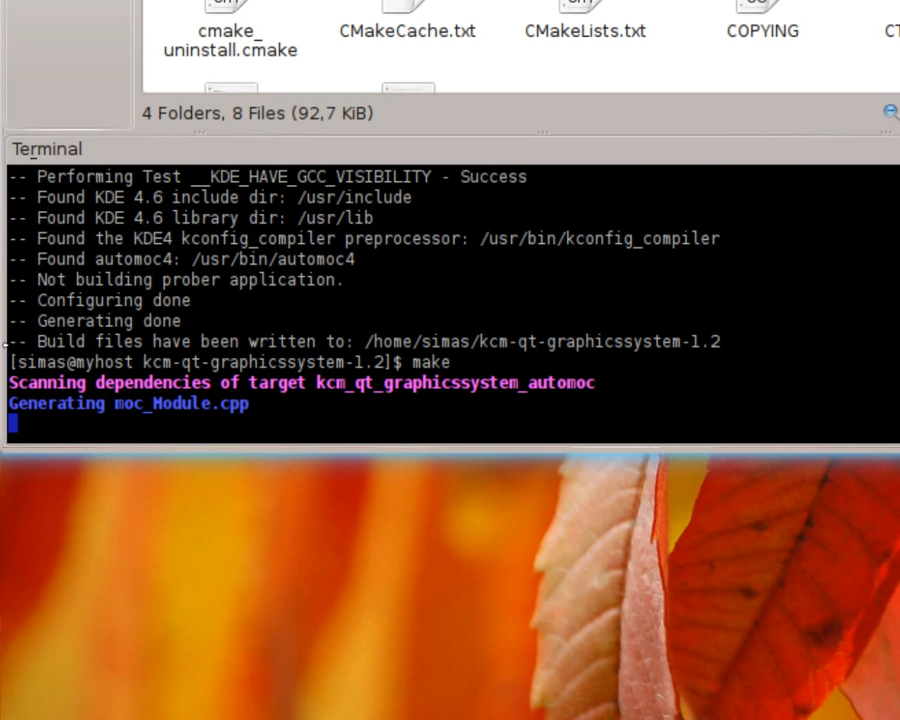 cmake_
uninstall.cmake
CMakeCache.txt
CMakeLists.txt
COPYING
4 Folders, 8 Files (92,7 KiB)
Terminal
-- Performing Test __KDE_HAVE_GCC_VISIBILITY - Success
-- Found KDE 4.6 include dir: /usr/include
-- Found KDE 4.6 library dir: /usr/lib
-- Found the KDE4 kconfig_compiler preprocessor: /usr/bin/kconfig_compiler
-- Found automoc4: /usr/bin/automoc4
-- Not building prober application.
-- Configuring done
-- Generating done
-- Build files have been written to: /home/simas/kcm-qt-graphicssystem-1.2
[simas@myhost kcm-qt-graphicssystem-1.2]$ make
Scanning dependencies of target kcm_qt_graphicssystem_automoc
Generating moc_Module.cpp